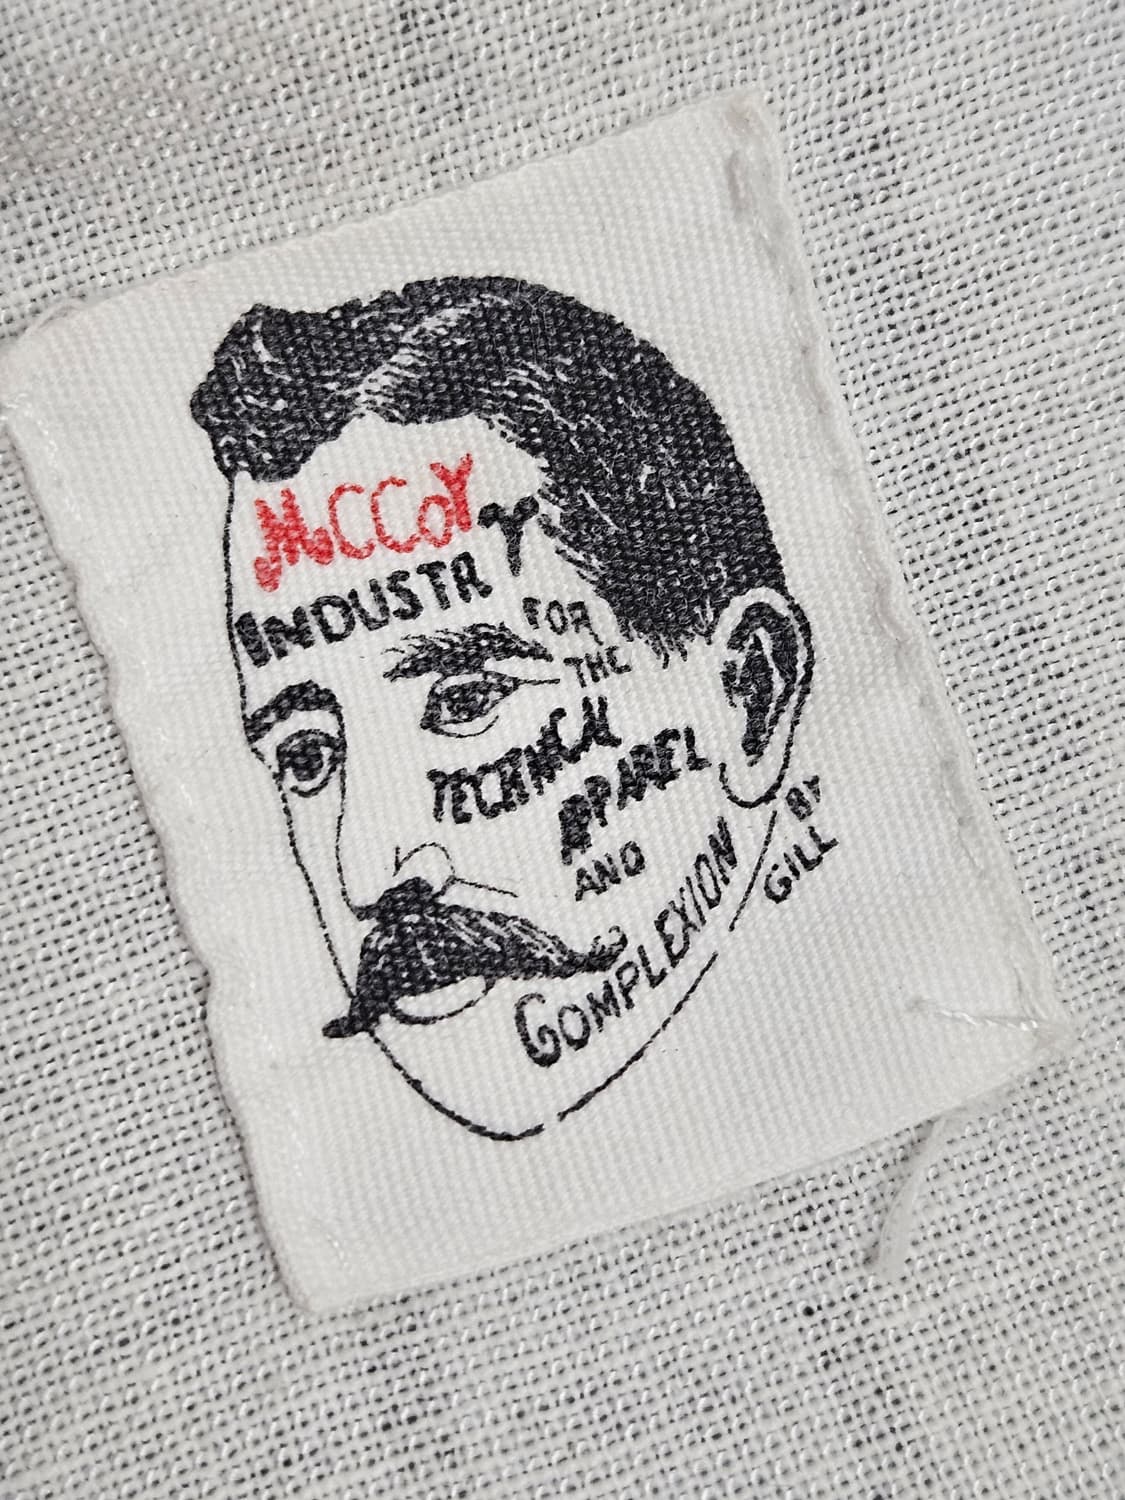 McCOY
INDUSTRY
FOR
THE
TECHNICAL
APPAREL
AND
COMPLEXION
BY
GILL